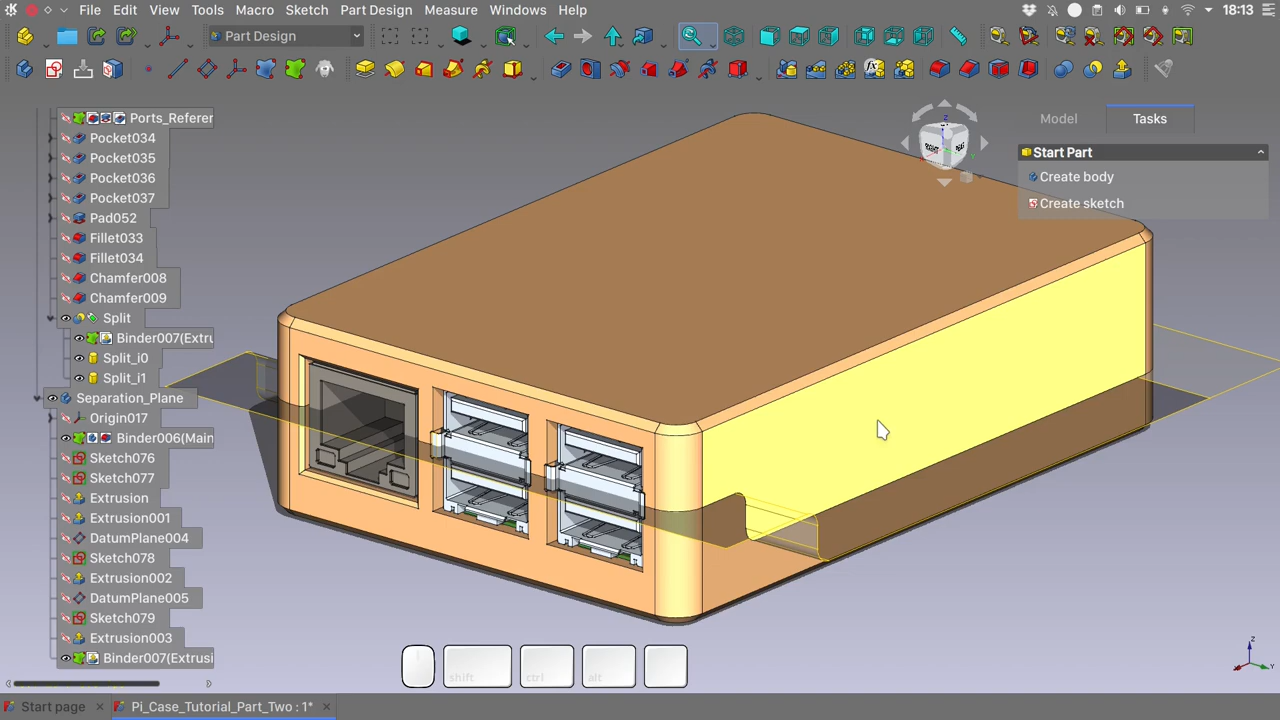 File Edit View Tools Macro Sketch Part Design Measure Windows Help 18:13
Part Design
Model Tasks
Start Part
Create body
Create sketch
Ports_Referer
Pocket034
Pocket035
Pocket036
Pocket037
Pad052
Fillet033
Fillet034
Chamfer008
Chamfer009
Split
Binder007(Extru
Split_i0
Split_i1
Separation_Plane
Origin017
Binder006(Main
Sketch076
Sketch077
Extrusion
Extrusion001
DatumPlane004
Sketch078
Extrusion002
DatumPlane005
Sketch079
Extrusion003
Binder007(Extrusi
shift ctrl alt
Start page Pi_Case_Tutorial_Part_Two : 1*